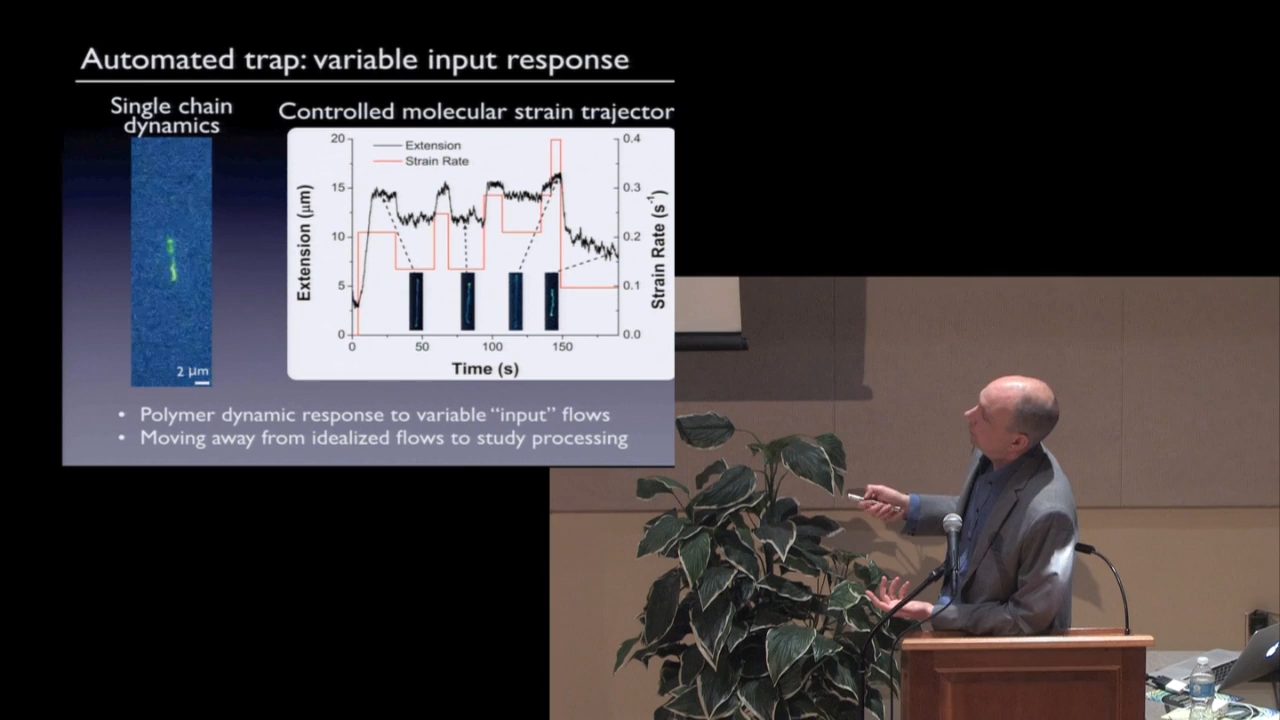 Automated trap: variable input response
Single chain
dynamics
2 μm
Controlled molecular strain trajector
Extension
Strain Rate
Extension (μm)
20
15
10
5
0
0
50
100
150
Time (s)
0.4
0.3
0.2
0.1
0.0
Strain Rate (s⁻¹)
• Polymer dynamic response to variable “input” flows
• Moving away from idealized flows to study processing